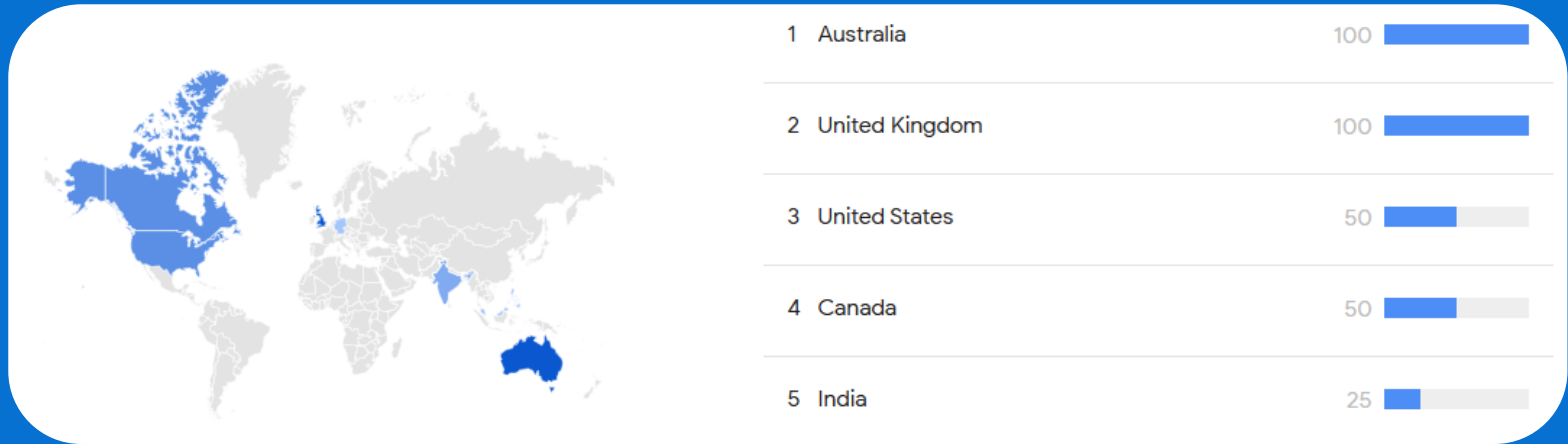 1 Australia 100
2 United Kingdom 100
3 United States 50
4 Canada 50
5 India 25